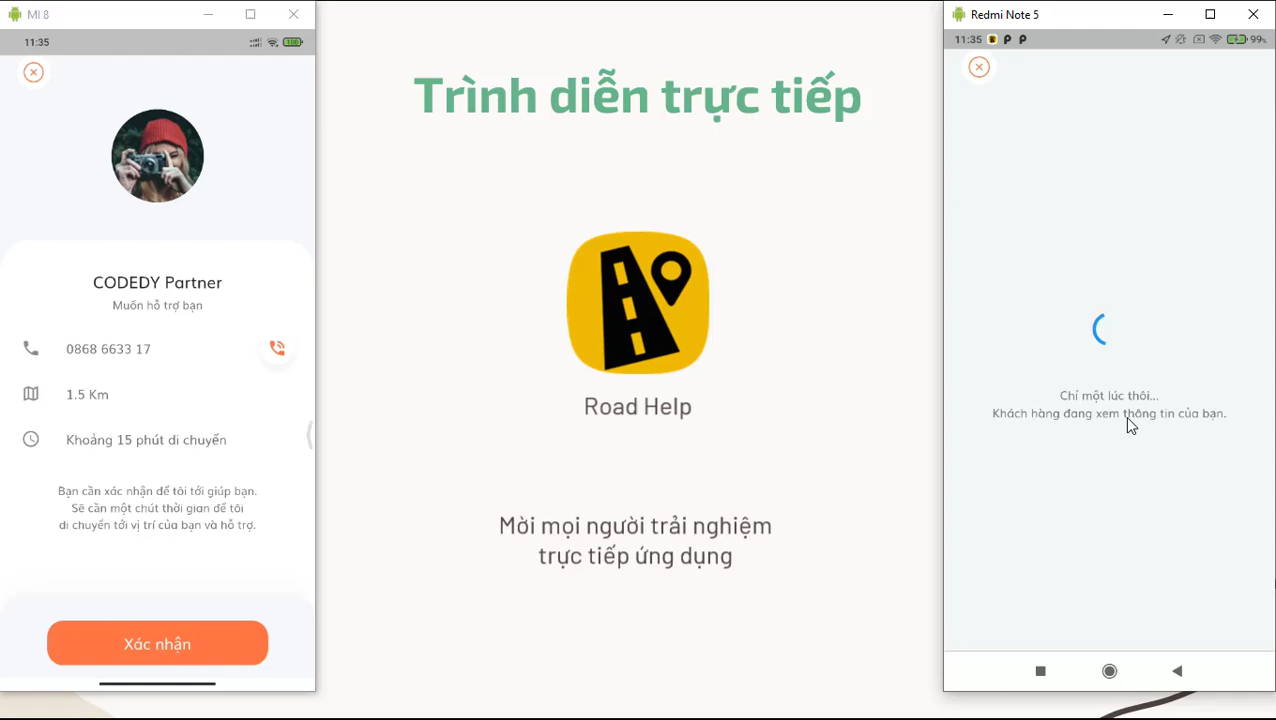 MI 8
11:35
CODEDY Partner
Muốn hỗ trợ bạn
0868 6633 17
1.5 Km
Khoảng 15 phút di chuyển
Bạn cần xác nhận để tôi tới giúp bạn.
Sẽ cần một chút thời gian để tôi
di chuyển tới vị trí của bạn và hỗ trợ.
Xác nhận
Trình diễn trực tiếp
Road Help
Mời mọi người trải nghiệm
trực tiếp ứng dụng
Redmi Note 5
11:35
99%
Chỉ một lúc thôi...
Khách hàng đang xem thông tin của bạn.